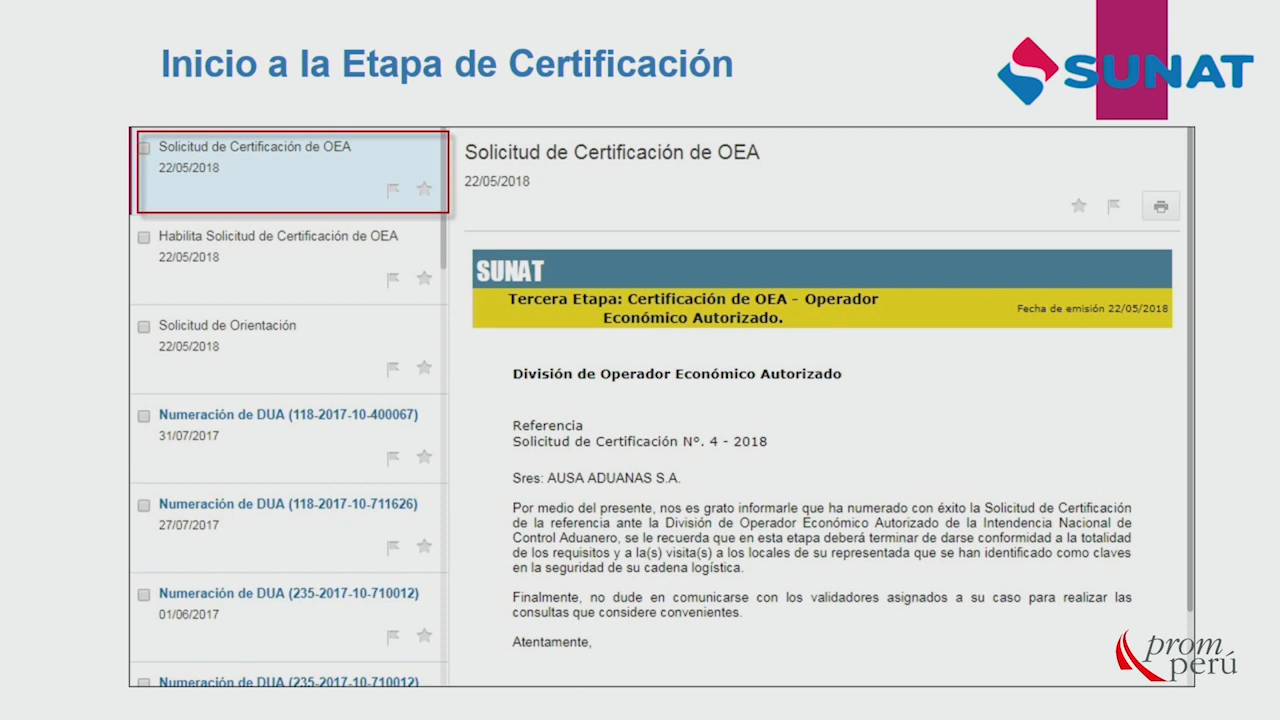 Inicio a la Etapa de Certificación
SUNAT
Solicitud de Certificación de OEA
22/05/2018
Habilita Solicitud de Certificación de OEA
22/05/2018
Solicitud de Orientación
22/05/2018
Numeración de DUA (118-2017-10-400067)
31/07/2017
Numeración de DUA (118-2017-10-711626)
27/07/2017
Numeración de DUA (235-2017-10-710012)
01/06/2017
Numeración de DUA (235-2017-10-710012)
Solicitud de Certificación de OEA
22/05/2018
SUNAT
Tercera Etapa: Certificación de OEA - Operador
Económico Autorizado.
Fecha de emisión 22/05/2018
División de Operador Económico Autorizado
Referencia
Solicitud de Certificación Nº. 4 - 2018
Sres: AUSA ADUANAS S.A.
Por medio del presente, nos es grato informarle que ha numerado con éxito la Solicitud de Certificación
de la referencia ante la División de Operador Económico Autorizado de la Intendencia Nacional de
Control Aduanero, se le recuerda que en esta etapa deberá terminar de darse conformidad a la totalidad
de los requisitos y a la(s) visita(s) a los locales de su representada que se han identificado como claves
en la seguridad de su cadena logística.
Finalmente, no dude en comunicarse con los validadores asignados a su caso para realizar las
consultas que considere convenientes.
Atentamente,
prom
perú